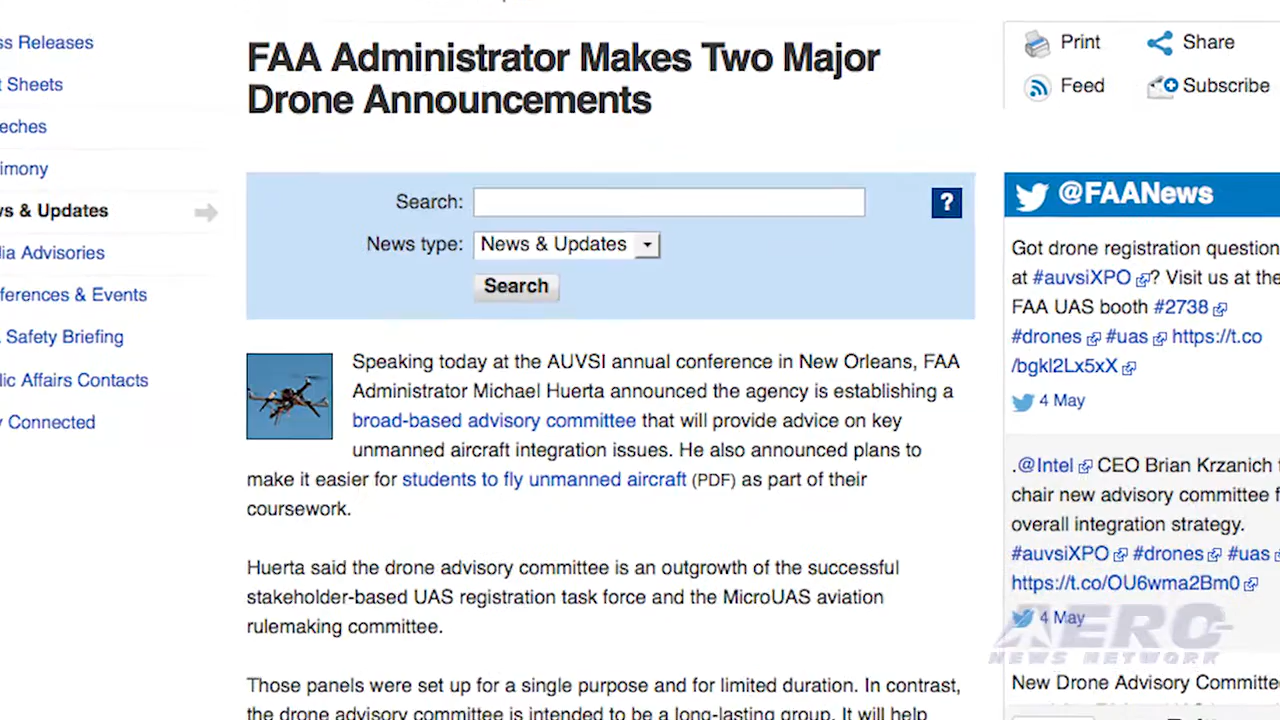 ss Releases
t Sheets
eches
imony
s & Updates
ia Advisories
ferences & Events
Safety Briefing
lic Affairs Contacts
y Connected
FAA Administrator Makes Two Major
Drone Announcements
Search:
?
News type: News & Updates
Search
Speaking today at the AUVSI annual conference in New Orleans, FAA
Administrator Michael Huerta announced the agency is establishing a
broad-based advisory committee that will provide advice on key
unmanned aircraft integration issues. He also announced plans to
make it easier for students to fly unmanned aircraft (PDF) as part of their
coursework.
Huerta said the drone advisory committee is an outgrowth of the successful
stakeholder-based UAS registration task force and the MicroUAS aviation
rulemaking committee.
Those panels were set up for a single purpose and for limited duration. In contrast,
the drone advisory committee is intended to be a long-lasting group. It will help
Print Share
Feed Subscribe
@FAANews
Got drone registration question
at #auvsiXPO ? Visit us at the
FAA UAS booth #2738
#drones #uas https://t.co
/bgkl2Lx5xX
4 May
.@Intel CEO Brian Krzanich
chair new advisory committee f
overall integration strategy.
#auvsiXPO #drones #uas
https://t.co/OU6wma2Bm0
4 May
New Drone Advisory Committe
AERO
NEWS NETWORK